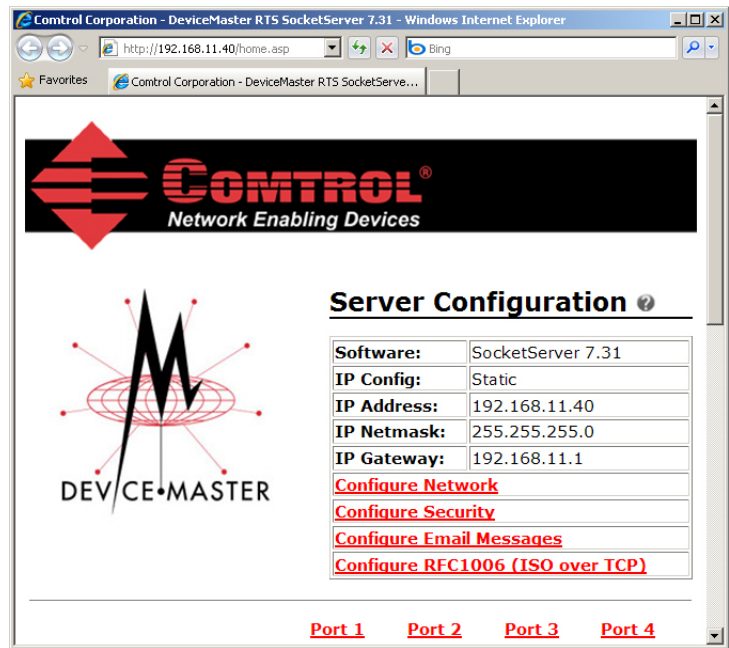 Comtrol Corporation - DeviceMaster RTS SocketServer 7.31 - Windows Internet Explorer
http://192.168.11.40/home.asp
Bing
Favorites
Comtrol Corporation - DeviceMaster RTS SocketServe...
COMTROL®
Network Enabling Devices
DEVICE•MASTER
Server Configuration ?
Software: SocketServer 7.31
IP Config: Static
IP Address: 192.168.11.40
IP Netmask: 255.255.255.0
IP Gateway: 192.168.11.1
Configure Network
Configure Security
Configure Email Messages
Configure RFC1006 (ISO over TCP)
Port 1 Port 2 Port 3 Port 4